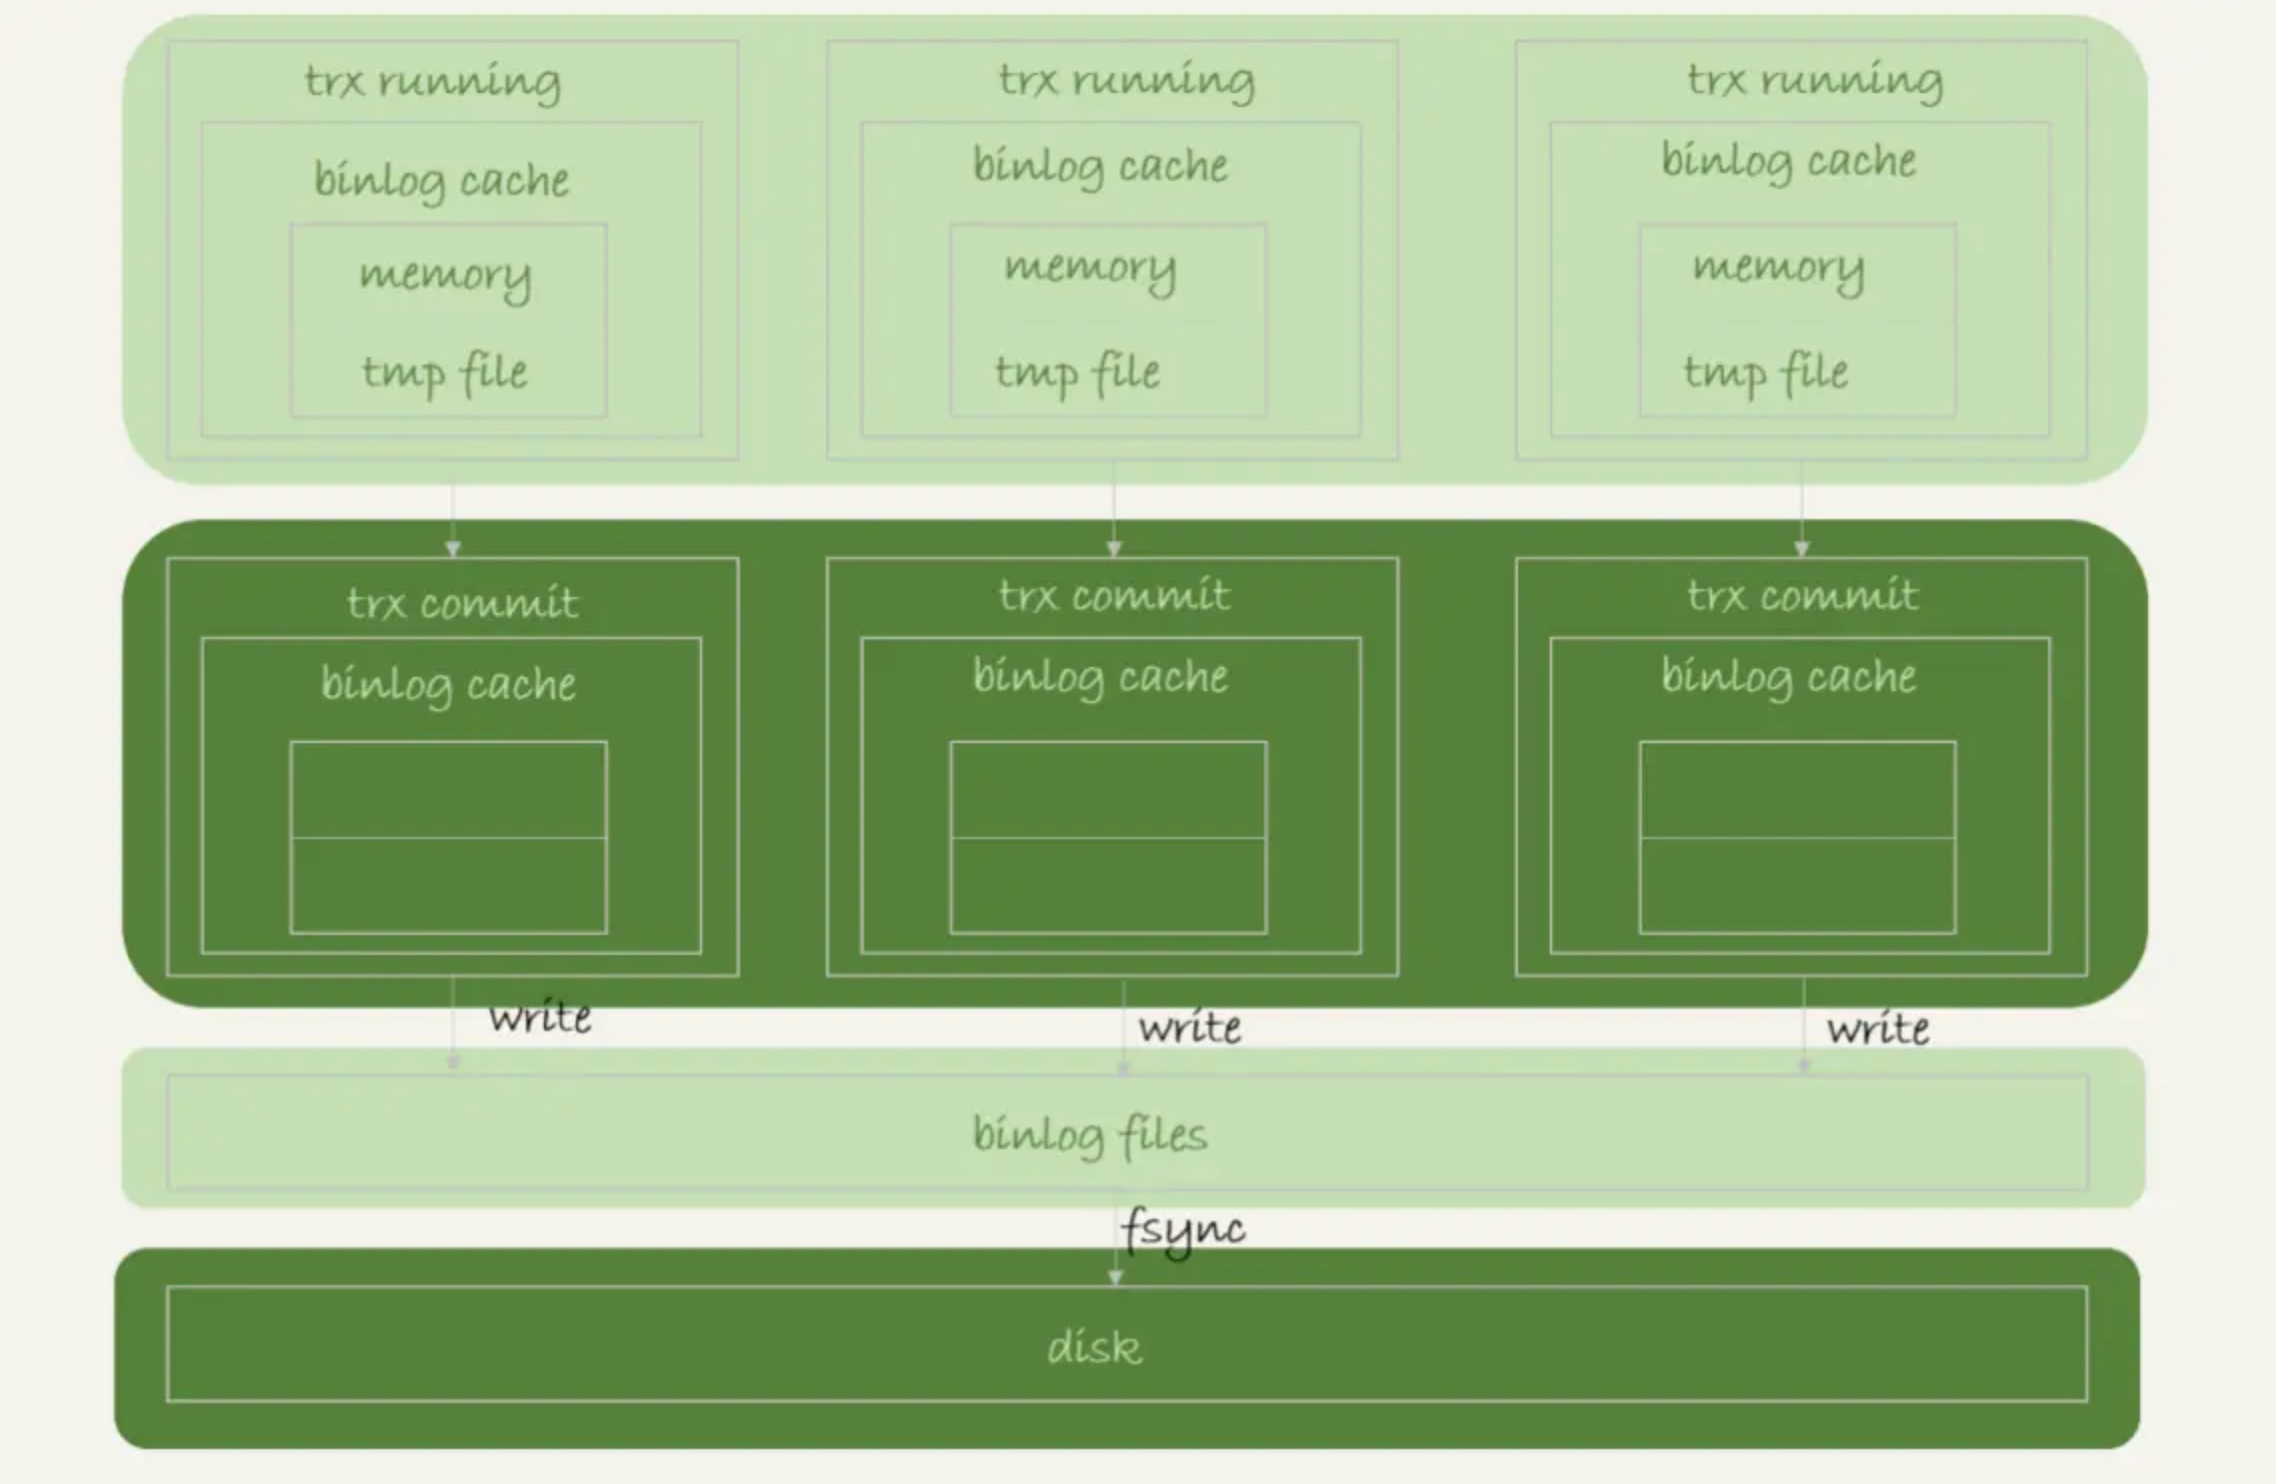 trx running
trx running
trx running
binlog cache
binlog cache
binlog cache
memory
memory
memory
tmp file
tmp file
tmp file
trx commit
trx commit
trx commit
binlog cache
binlog cache
binlog cache
write
write
write
binlog files
fsync
disk